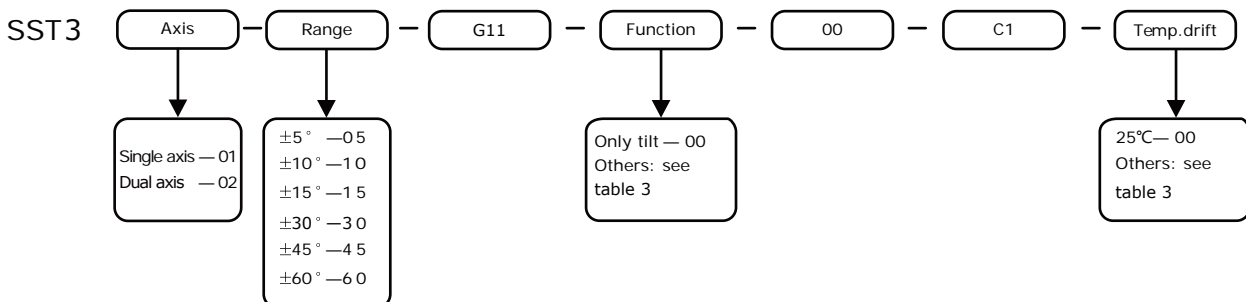 SST3 Axis — Range — G11 — Function — 00 — C1 — Temp.drift
Single axis — 01
Dual axis — 02
±5° —05
±10°—10
±15°—15
±30°—30
±45°—45
±60°—60
Only tilt — 00
Others: see
table 3
25℃— 00
Others: see
table 3